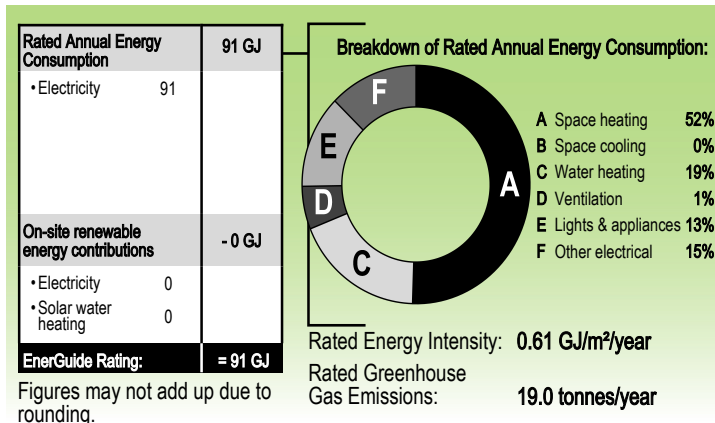 Rated Annual Energy
Consumption
91 GJ
• Electricity 91
On-site renewable
energy contributions
- 0 GJ
• Electricity 0
• Solar water
heating 0
EnerGuide Rating: = 91 GJ
Figures may not add up due to
rounding.
Breakdown of Rated Annual Energy Consumption:
F
E
D
C
A
A Space heating 52%
B Space cooling 0%
C Water heating 19%
D Ventilation 1%
E Lights & appliances 13%
F Other electrical 15%
Rated Energy Intensity: 0.61 GJ/m²/year
Rated Greenhouse
Gas Emissions: 19.0 tonnes/year